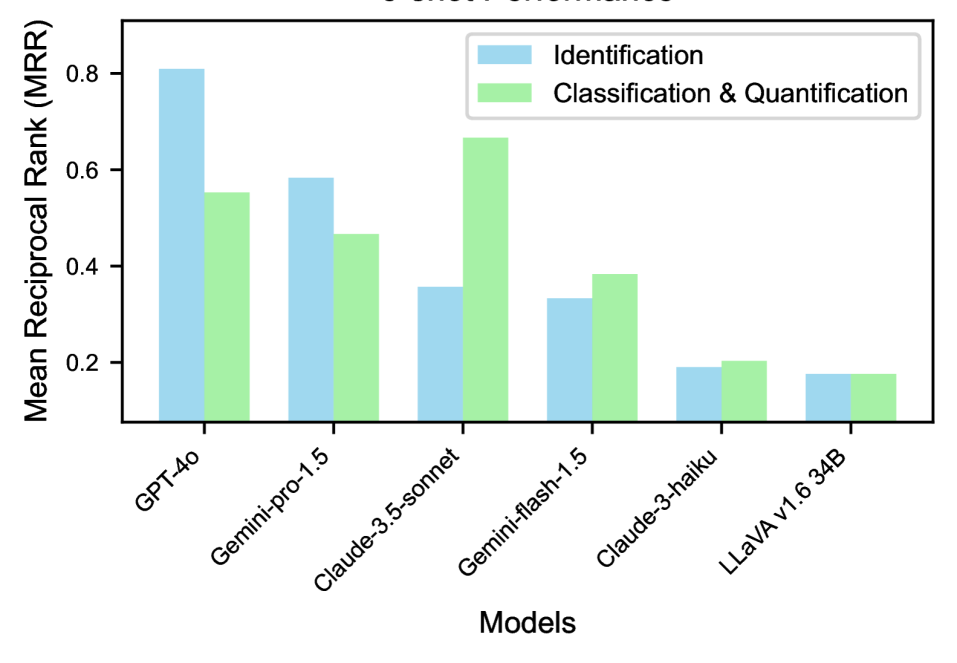 Mean Reciprocal Rank (MRR)
0.8
0.6
0.4
0.2
Identification
Classification & Quantification
GPT-4o
Gemini-pro-1.5
Claude-3.5-sonnet
Gemini-flash-1.5
Claude-3-haiku
LLaVA v1.6 34B
Models